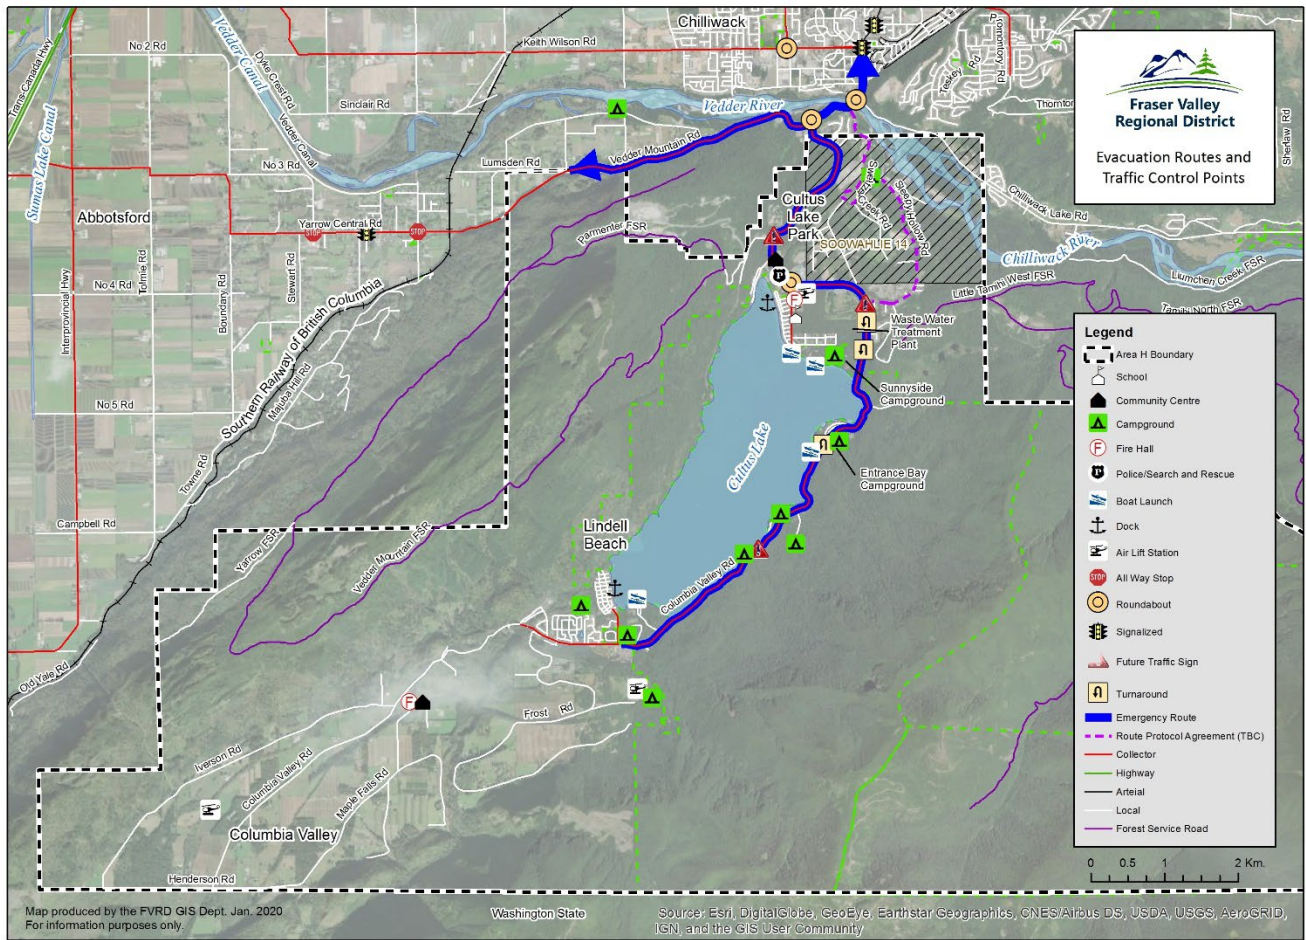 Chilliwack
Promontory Rd
Teskey Rd
Thornton
Sherlaw Rd
Trans-Canada Hwy
No 2 Rd
Vedder Canal
Dyke Crest Rd
Keith Wilson Rd
Sinclair Rd
Vedder River
Sumas Lake Canal
Vedder Canal
No 3 Rd
Lumsden Rd
Vedder Mountain Rd
Abbotsford
Yarrow Central Rd
STOP
STOP
Parmenter FSR
Cultus
Lake
Park
Sweltzer
Creek Rd
Sleepy Hollow Rd
SOOWAHLIE 14
Chilliwack Lake Rd
Chilliwack River
Liumchen Creek FSR
Little Tamihi West FSR
Tamihi North FSR
No 4 Rd
Tolmie Rd
Boundary Rd
Stewart Rd
Interprovincial Hwy
Southern Railway of British Columbia
Majuba Hill Rd
No 5 Rd
Towne Rd
Campbell Rd
Yarrow FSR
Vedder Mountain FSR
Old Yale Rd
F
Waste Water
Treatment
Plant
Sunnyside
Campground
Cultus Lake
Entrance Bay
Campground
Lindell
Beach
Columbia Valley Rd
F
Frost Rd
Iverson Rd
Columbia Valley Rd
Maple Falls Rd
Columbia Valley
Henderson Rd
Washington State
Fraser Valley
Regional District
Evacuation Routes and
Traffic Control Points
Legend
Area H Boundary
School
Community Centre
Campground
F Fire Hall
Police/Search and Rescue
Boat Launch
Dock
Air Lift Station
STOP All Way Stop
Roundabout
Signalized
Future Traffic Sign
Turnaround
Emergency Route
Route Protocol Agreement (TBC)
Collector
Highway
Arteial
Local
Forest Service Road
0 0.5 1 2 Km.
Map produced by the FVRD GIS Dept. Jan. 2020
For information purposes only.
Source: Esri, DigitalGlobe, GeoEye, Earthstar Geographics, CNES/Airbus DS, USDA, USGS, AeroGRID,
IGN, and the GIS User Community